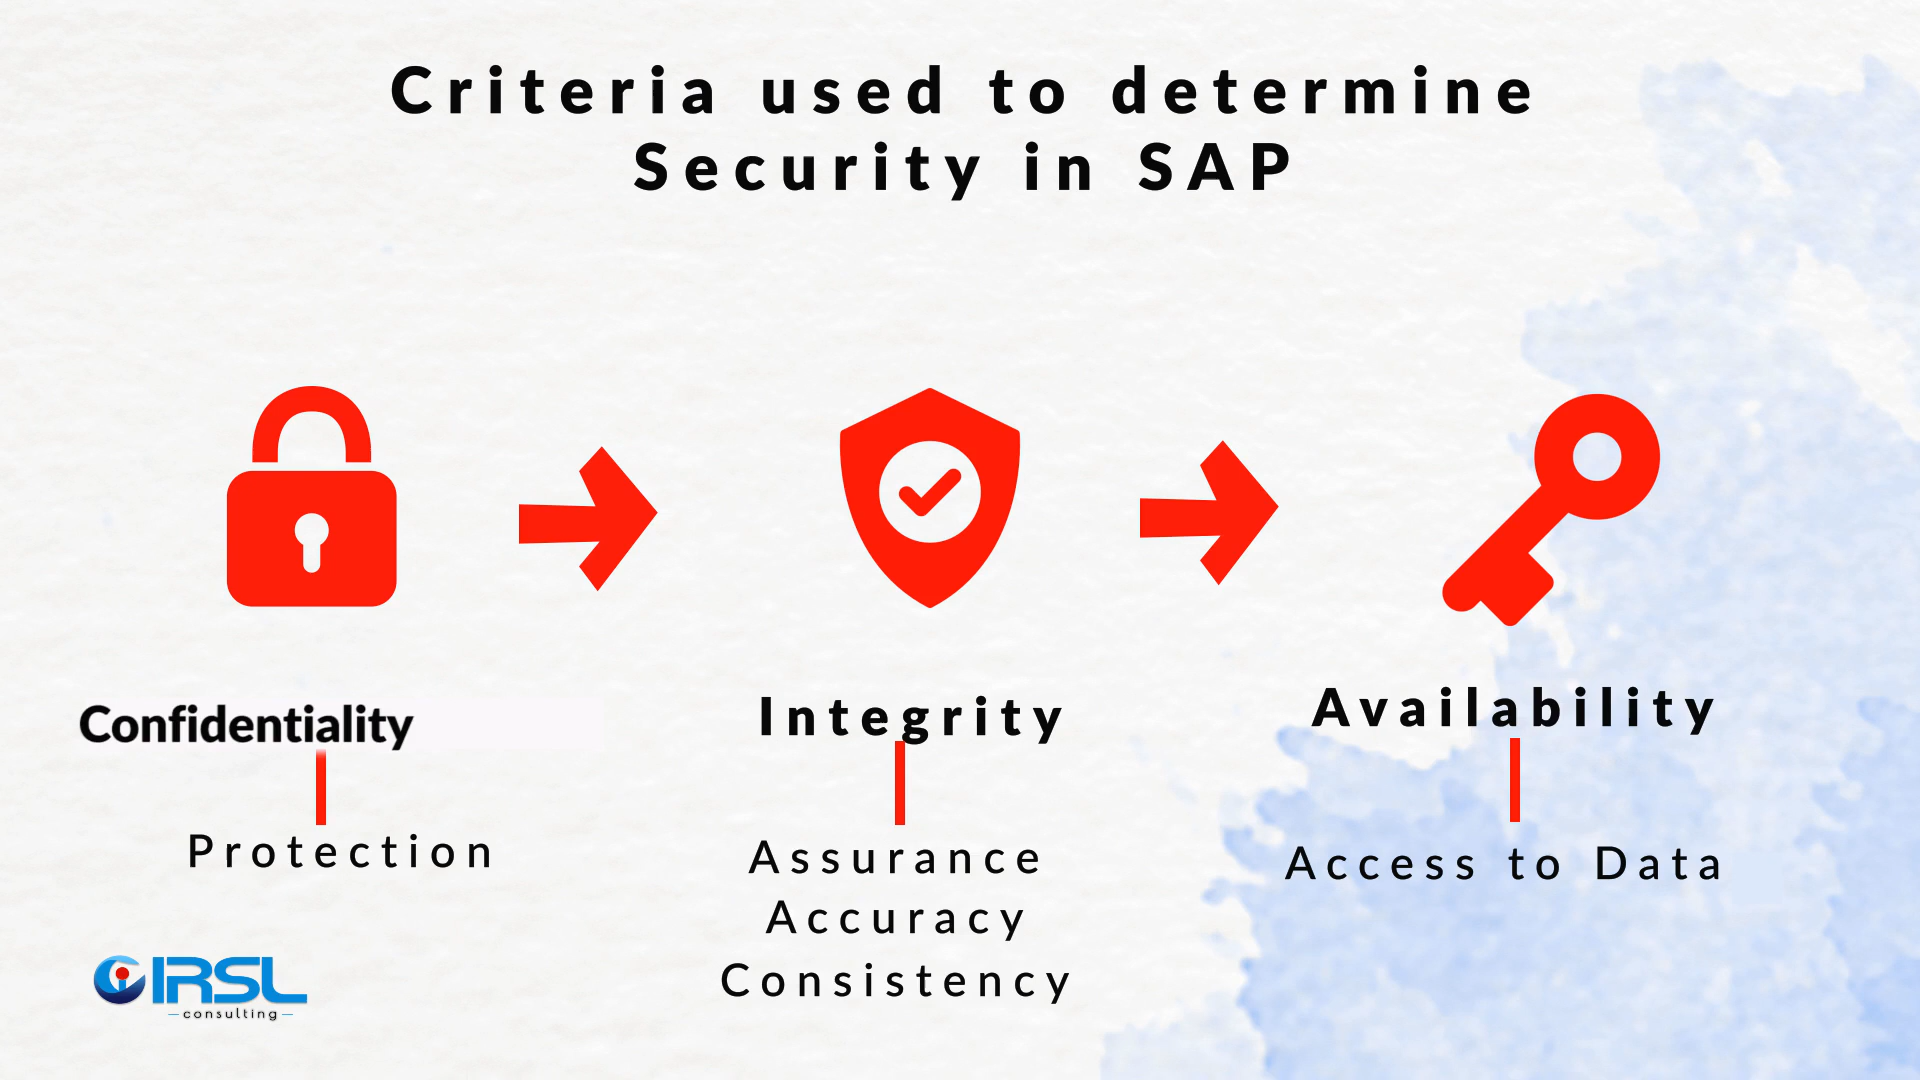 Criteria used to determine
Security in SAP
Confidentiality
Integrity
Availability
Protection
Assurance
Accuracy
Consistency
Access to Data
IRSL
consulting